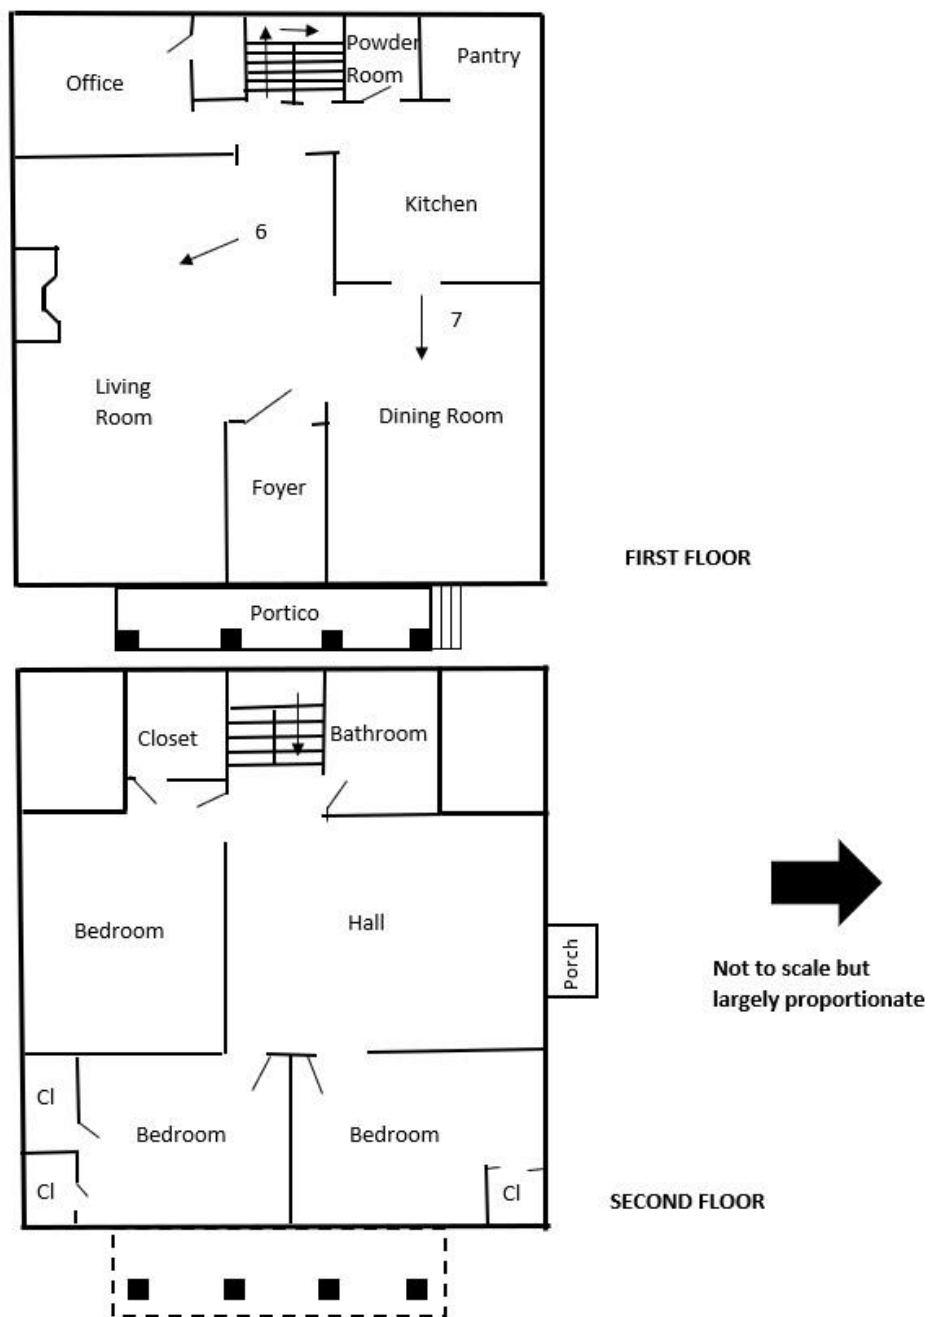 Office
Powder
Room
Pantry
Kitchen
6
7
Living
Room
Dining Room
Foyer
FIRST FLOOR
Portico
Closet
Bathroom
Bedroom
Hall
Porch
Not to scale but
largely proportionate
Cl
Bedroom
Bedroom
Cl
Cl
SECOND FLOOR